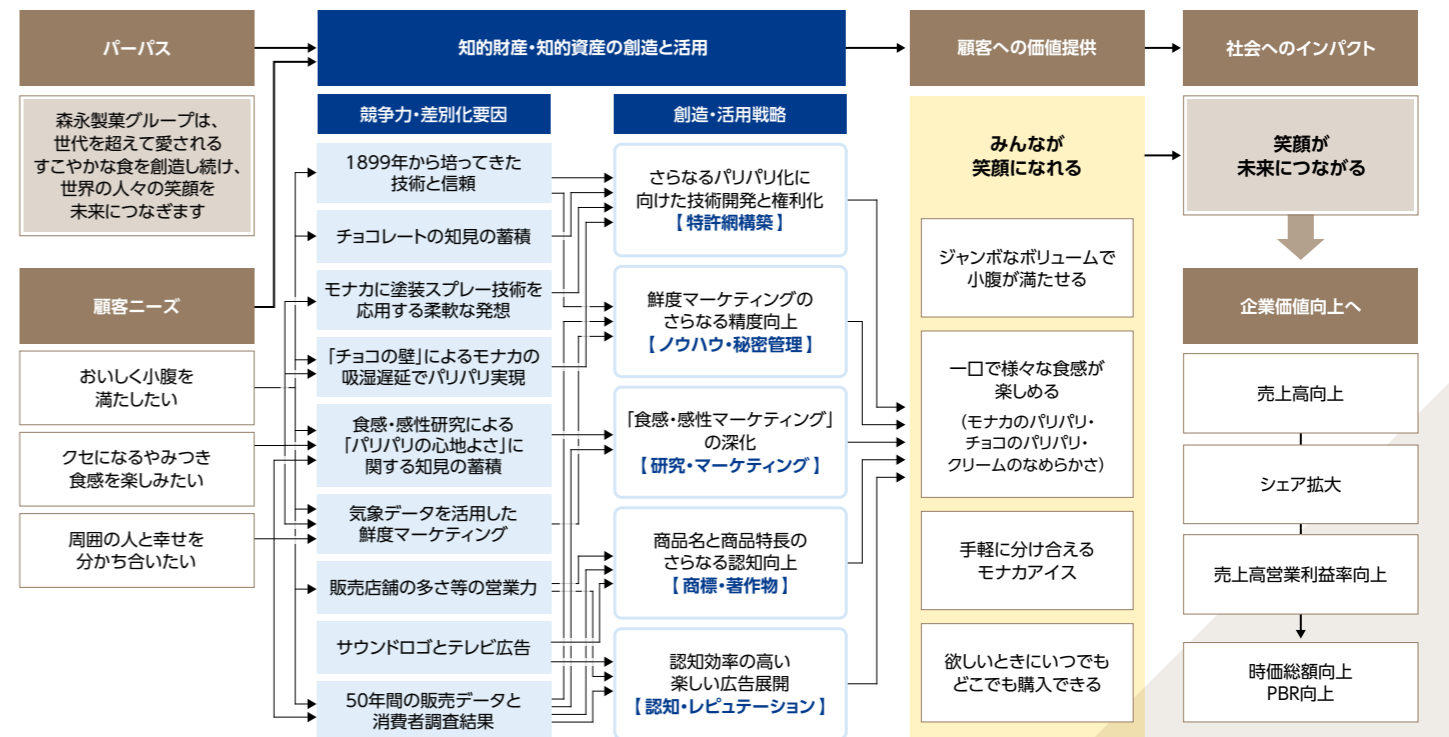 パーパス
森永製菓グループは、
世代を超えて愛される
すこやかな食を創造し続け、
世界の人々の笑顔を
未来につなぎます
顧客ニーズ
おいしく小腹を
満たしたい
クセになるやみつき
食感を楽しみたい
周囲の人と幸せを
分かち合いたい
知的財産・知的資産の創造と活用
競争力・差別化要因
1899年から培ってきた
技術と信頼
チョコレートの知見の蓄積
モナカに塗装スプレー技術を
応用する柔軟な発想
「チョコの壁」によるモナカの
吸湿遅延でパリパリ実現
食感・感性研究による
「パリパリの心地よさ」に
関する知見の蓄積
気象データを活用した
鮮度マーケティング
販売店舗の多さ等の営業力
サウンドロゴとテレビ広告
50年間の販売データと
消費者調査結果
創造・活用戦略
さらなるパリパリ化に
向けた技術開発と権利化
【特許網構築】
鮮度マーケティングの
さらなる精度向上
【ノウハウ・秘密管理】
「食感・感性マーケティング」
の深化
【研究・マーケティング】
商品名と商品特長の
さらなる認知向上
【商標・著作物】
認知効率の高い
楽しい広告展開
【認知・レピュテーション】
顧客への価値提供
みんなが
笑顔になれる
ジャンボなボリュームで
小腹が満たせる
一口で様々な食感が
楽しめる
（モナカのパリパリ・
チョコのパリパリ・
クリームのなめらかさ）
手軽に分け合える
モナカアイス
欲しいときにいつでも
どこでも購入できる
社会へのインパクト
笑顔が
未来につながる
企業価値向上へ
売上高向上
シェア拡大
売上高営業利益率向上
時価総額向上
PBR向上